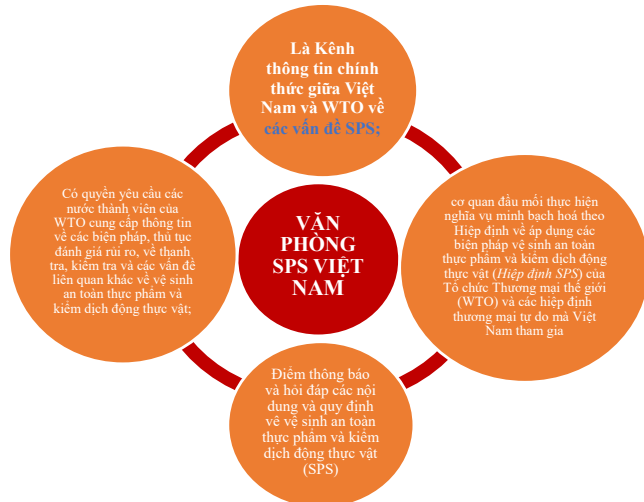 Là Kênh
thông tin chính
thức giữa Việt
Nam và WTO về
các vấn đề SPS;
Có quyền yêu cầu các
nước thành viên của
WTO cung cấp thông tin
về các biện pháp, thủ tục
đánh giá rủi ro, về thanh
tra, kiểm tra và các vấn đề
liên quan khác về vệ sinh
an toàn thực phẩm và
kiểm dịch động thực vật;
VĂN
PHÒNG
SPS VIỆT
NAM
cơ quan đầu mối thực hiện
nghĩa vụ minh bạch hoá theo
Hiệp định về áp dụng các
biện pháp vệ sinh an toàn
thực phẩm và kiểm dịch động
thực vật (Hiệp định SPS) của
Tổ chức Thương mại thế giới
(WTO) và các hiệp định
thương mại tự do mà Việt
Nam tham gia
Điểm thông báo
và hỏi đáp các nội
dung và quy định
về vệ sinh an toàn
thực phẩm và kiểm
dịch động thực vật
(SPS)